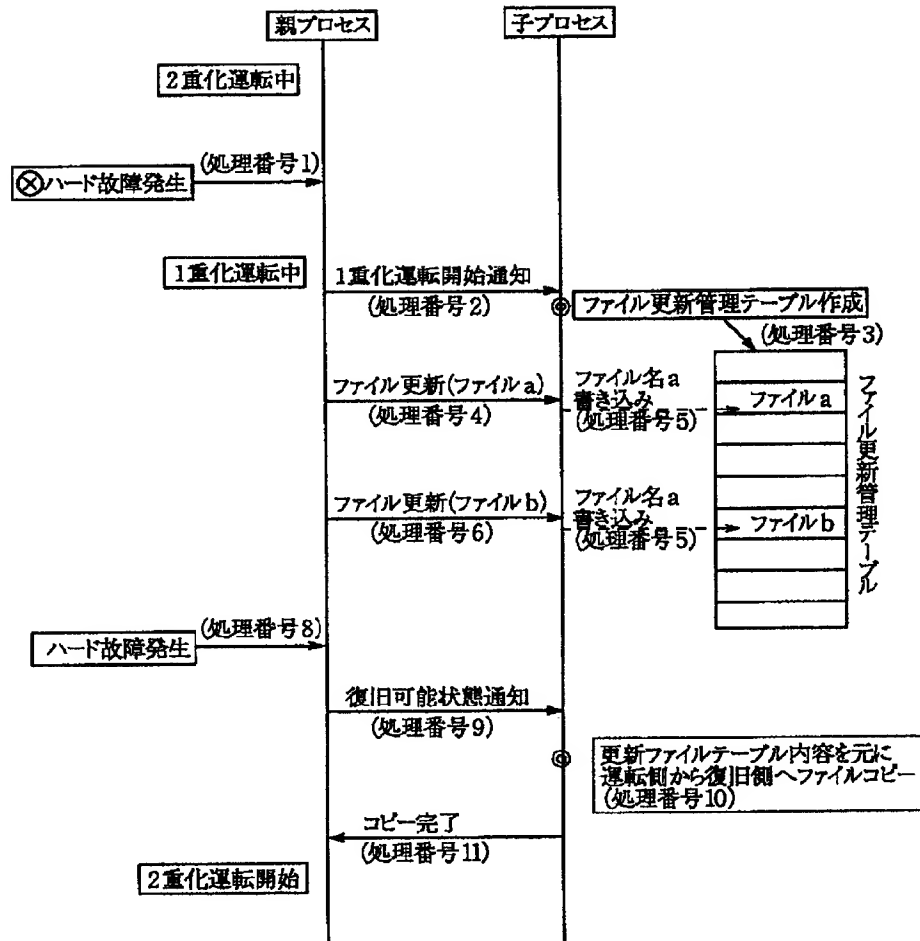 親プロセス
子プロセス
2重化運転中
(処理番号1)
ハード故障発生
1重化運転中
1重化運転開始通知
(処理番号2)
ファイル更新管理テーブル作成
(処理番号3)
ファイル更新(ファイルa)
(処理番号4)
ファイル名a
書き込み
(処理番号5)
ファイルa
ファイル更新管理テーブル
ファイル更新(ファイルb)
(処理番号6)
ファイル名a
書き込み
(処理番号5)
ファイルb
(処理番号8)
ハード故障発生
復旧可能状態通知
(処理番号9)
更新ファイルテーブル内容を元に
運転側から復旧側へファイルコピー
(処理番号10)
コピー完了
(処理番号11)
2重化運転開始